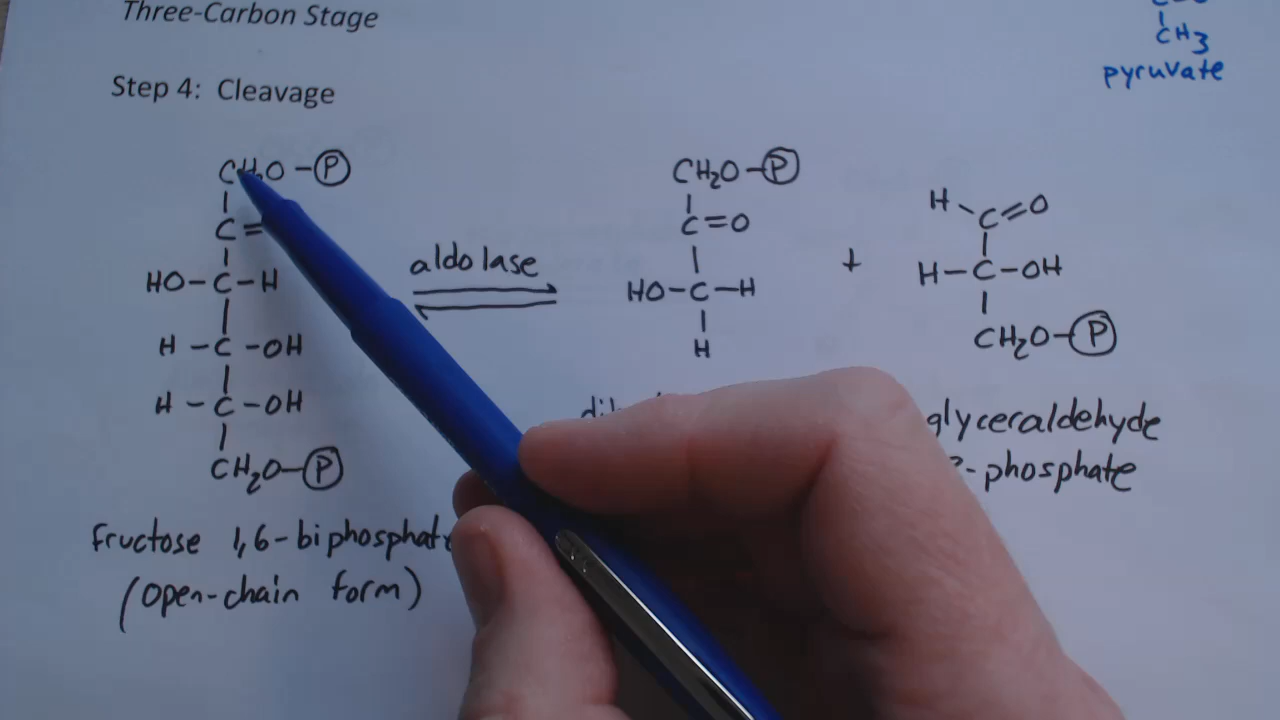 Three-Carbon Stage
CH3
pyruvate
Step 4: Cleavage
CH2O-P
C=
HO-C-H
H-C-OH
H-C-OH
CH2O-P
fructose 1,6-biphosphate
(open-chain form)
aldolase
CH2O-P
C=O
HO-C-H
H
+
H C=O
H-C-OH
CH2O-P
glyceraldehyde
-phosphate